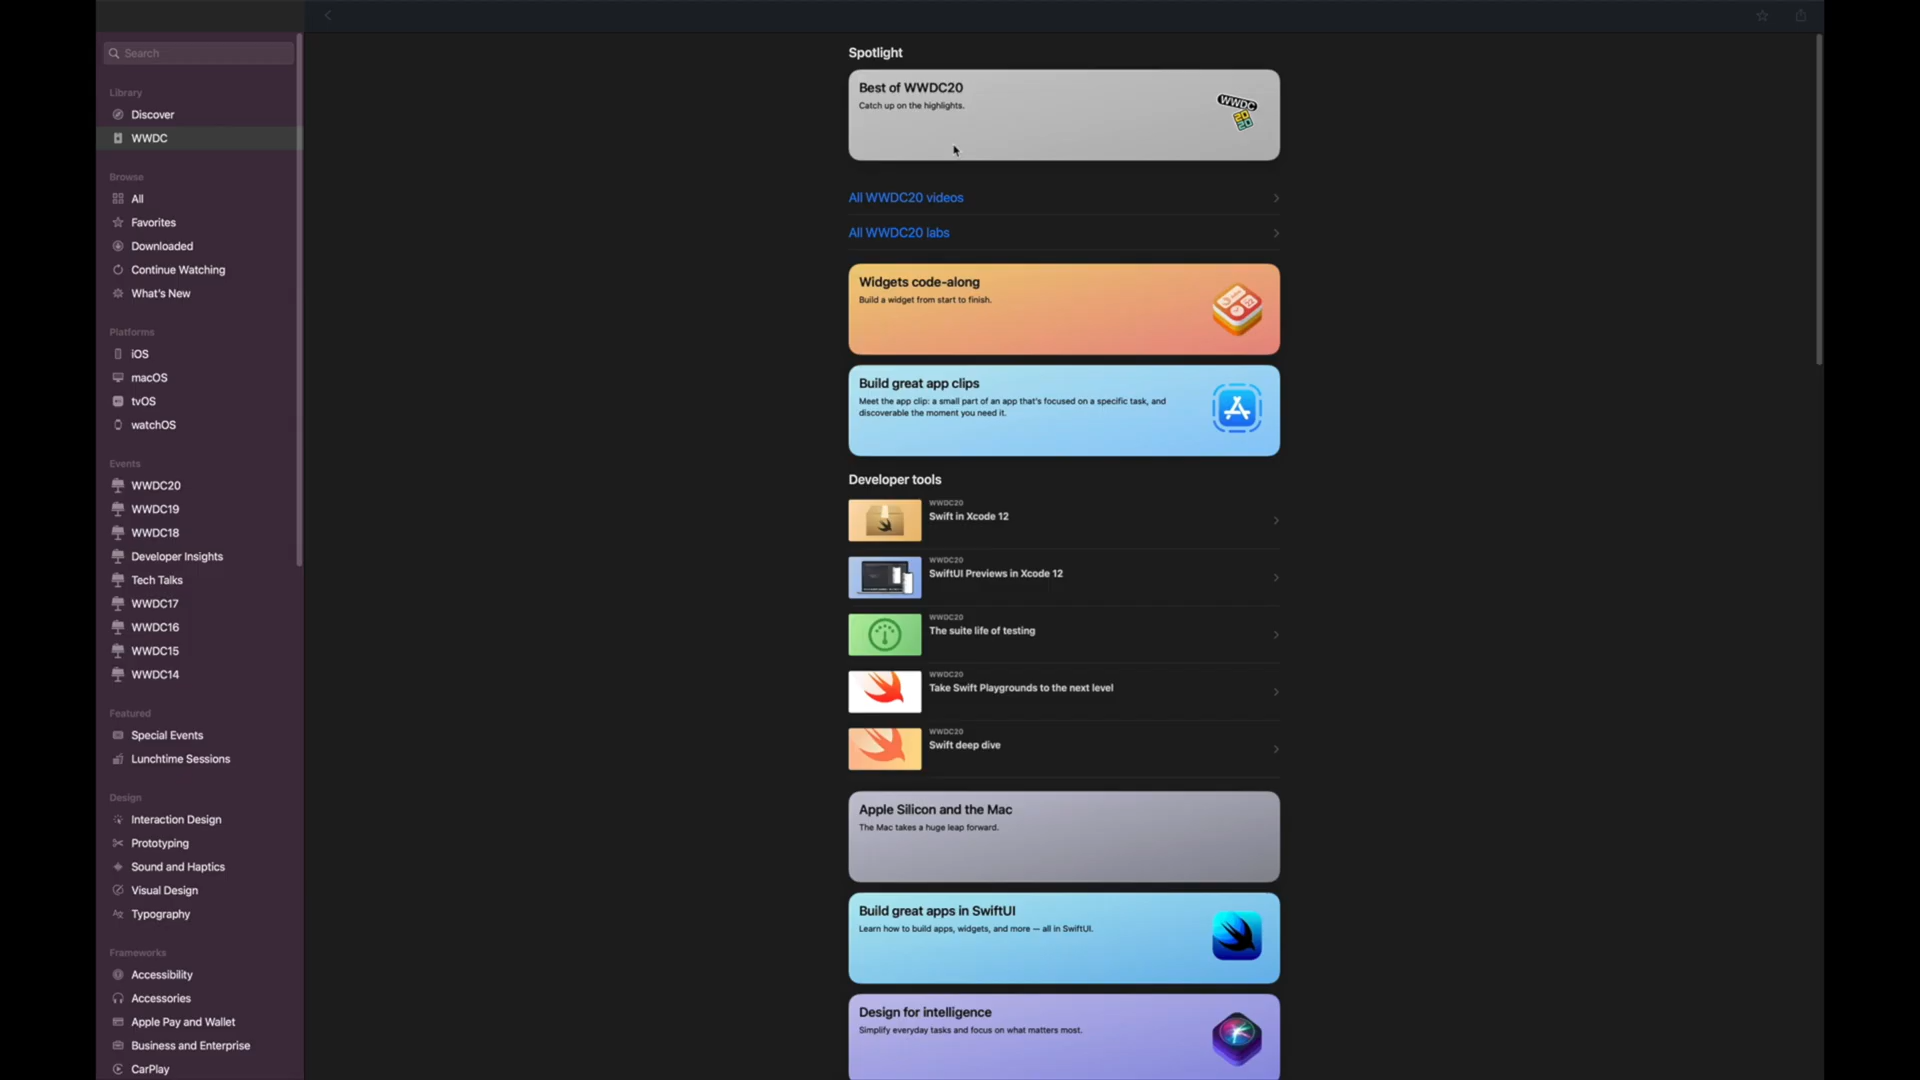 Search
Library
Discover
WWDC
Browse
All
Favorites
Downloaded
Continue Watching
What's New
Platforms
iOS
macOS
tvOS
watchOS
Events
WWDC20
WWDC19
WWDC18
Developer Insights
Tech Talks
WWDC17
WWDC16
WWDC15
WWDC14
Featured
Special Events
Lunchtime Sessions
Design
Interaction Design
Prototyping
Sound and Haptics
Visual Design
Typography
Frameworks
Accessibility
Accessories
Apple Pay and Wallet
Business and Enterprise
CarPlay
Spotlight
Best of WWDC20
Catch up on the highlights.
WWDC
20
20
All WWDC20 videos
All WWDC20 labs
Widgets code-along
Build a widget from start to finish.
Build great app clips
Meet the app clip: a small part of an app that's focused on a specific task, and
discoverable the moment you need it.
Developer tools
WWDC20
Swift in Xcode 12
WWDC20
SwiftUI Previews in Xcode 12
WWDC20
The suite life of testing
WWDC20
Take Swift Playgrounds to the next level
WWDC20
Swift deep dive
Apple Silicon and the Mac
The Mac takes a huge leap forward.
Build great apps in SwiftUI
Learn how to build apps, widgets, and more — all in SwiftUI.
Design for intelligence
Simplify everyday tasks and focus on what matters most.